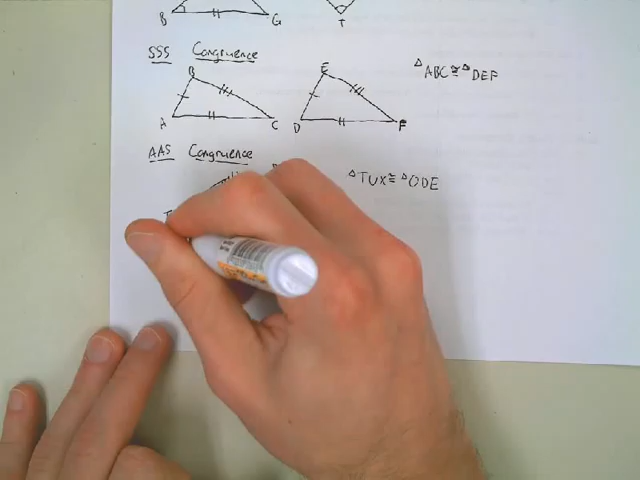 B G T
SSS Congruence
B E △ABC≅△DEF
A C D F
AAS Congruence
△TUX≅△ODE
T